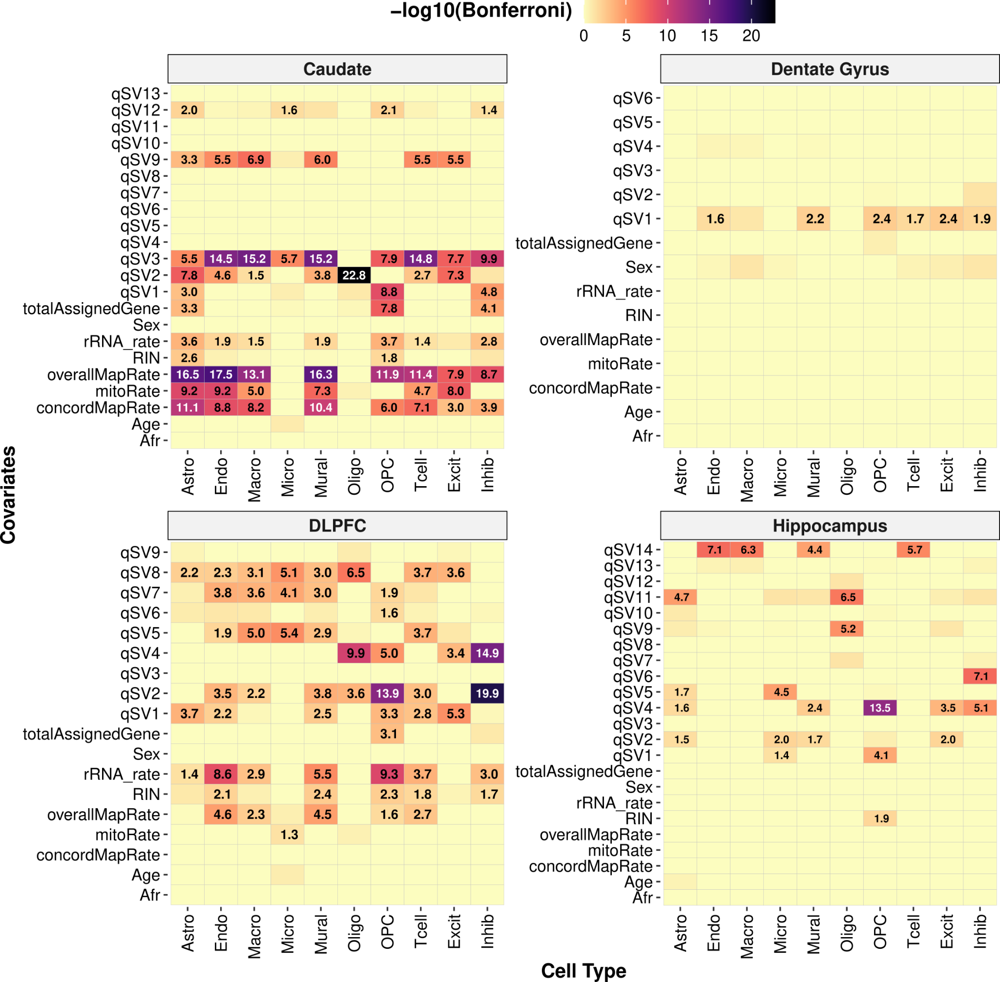 −log10(Bonferroni)
0 5 10 15 20
Covariates
Caudate
qSV13
qSV12 2.0 1.6 2.1 1.4
qSV11
qSV10
qSV9 3.3 5.5 6.9 6.0 5.5 5.5
qSV8
qSV7
qSV6
qSV5
qSV4
qSV3 5.5 14.5 15.2 5.7 15.2 7.9 14.8 7.7 9.9
qSV2 7.8 4.6 1.5 3.8 22.8 2.7 7.3
qSV1 3.0 8.8 4.8
totalAssignedGene 3.3 7.8 4.1
Sex
rRNA_rate 3.6 1.9 1.5 1.9 3.7 1.4 2.8
RIN 2.6 1.8
overallMapRate 16.5 17.5 13.1 16.3 11.9 11.4 7.9 8.7
mitoRate 9.2 9.2 5.0 7.3 4.7 8.0
concordMapRate 11.1 8.8 8.2 10.4 6.0 7.1 3.0 3.9
Age
Afr
Astro Endo Macro Micro Mural Oligo OPC Tcell Excit Inhib
Dentate Gyrus
qSV6
qSV5
qSV4
qSV3
qSV2
qSV1 1.6 2.2 2.4 1.7 2.4 1.9
totalAssignedGene
Sex
rRNA_rate
RIN
overallMapRate
mitoRate
concordMapRate
Age
Afr
Astro Endo Macro Micro Mural Oligo OPC Tcell Excit Inhib
DLPFC
qSV9
qSV8 2.2 2.3 3.1 5.1 3.0 6.5 3.7 3.6
qSV7 3.8 3.6 4.1 3.0 1.9
qSV6 1.6
qSV5 1.9 5.0 5.4 2.9 3.7
qSV4 9.9 5.0 3.4 14.9
qSV3
qSV2 3.5 2.2 3.8 3.6 13.9 3.0 19.9
qSV1 3.7 2.2 2.5 3.3 2.8 5.3
totalAssignedGene 3.1
Sex
rRNA_rate 1.4 8.6 2.9 5.5 9.3 3.7 3.0
RIN 2.1 2.4 2.3 1.8 1.7
overallMapRate 4.6 2.3 4.5 1.6 2.7
mitoRate 1.3
concordMapRate
Age
Afr
Astro Endo Macro Micro Mural Oligo OPC Tcell Excit Inhib
Hippocampus
qSV14 7.1 6.3 4.4 5.7
qSV13
qSV12
qSV11 4.7 6.5
qSV10
qSV9 5.2
qSV8
qSV7
qSV6 7.1
qSV5 1.7 4.5
qSV4 1.6 2.4 13.5 3.5 5.1
qSV3
qSV2 1.5 2.0 1.7 2.0
qSV1 1.4 4.1
totalAssignedGene
Sex
rRNA_rate
RIN 1.9
overallMapRate
mitoRate
concordMapRate
Age
Afr
Astro Endo Macro Micro Mural Oligo OPC Tcell Excit Inhib
Cell Type